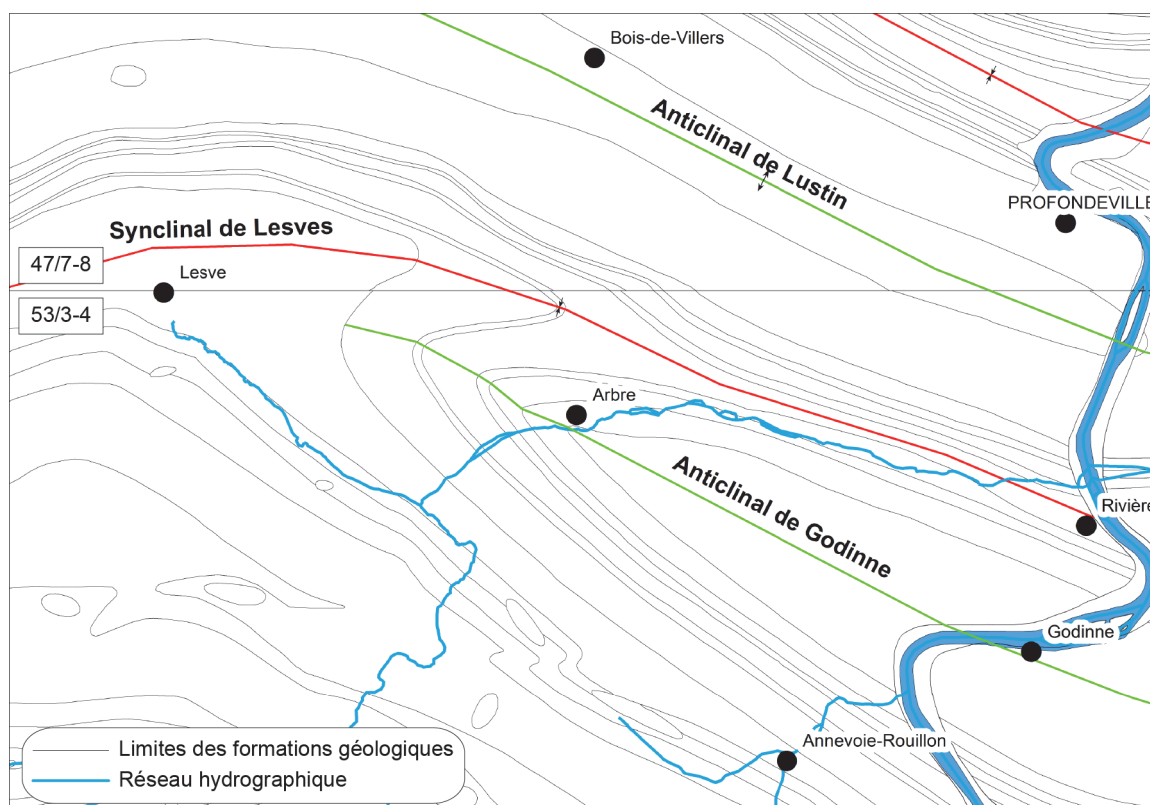 Bois-de-Villers
Anticlinal de Lustin
PROFONDEVILLE
Synclinal de Lesves
47/7-8
Lesve
53/3-4
Arbre
Anticlinal de Godinne
Rivière
Godinne
Annevoie-Rouillon
Limites des formations géologiques
Réseau hydrographique